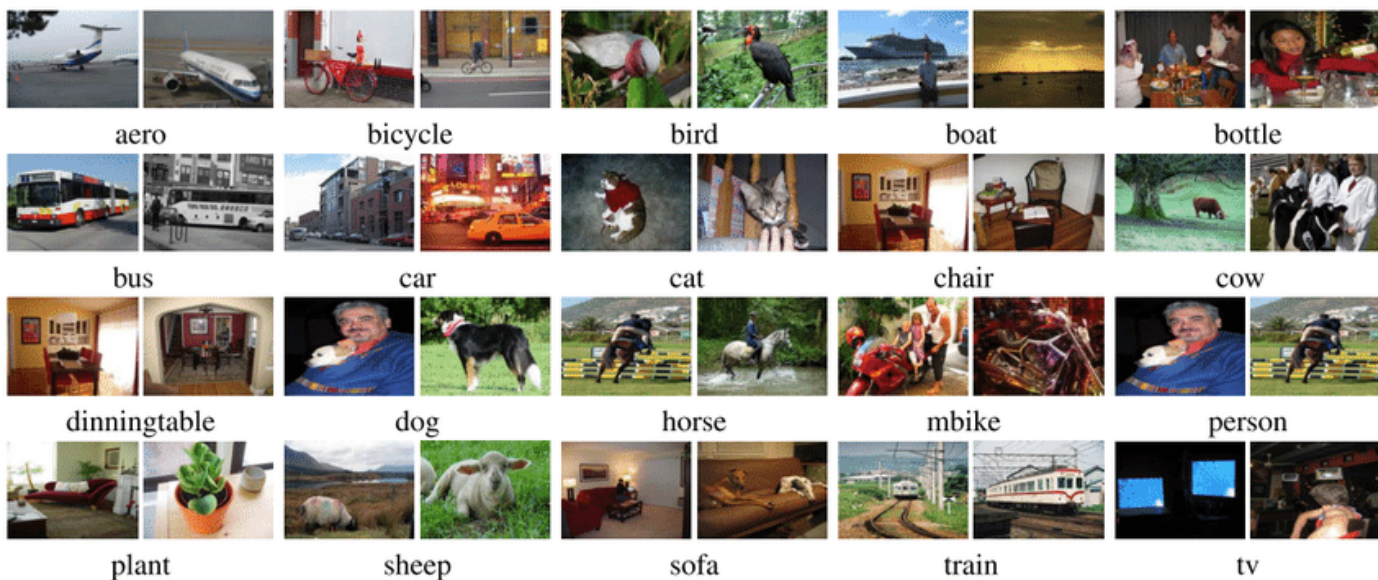 aero bicycle bird boat bottle
bus car cat chair cow
dinningtable dog horse mbike person
plant sheep sofa train tv